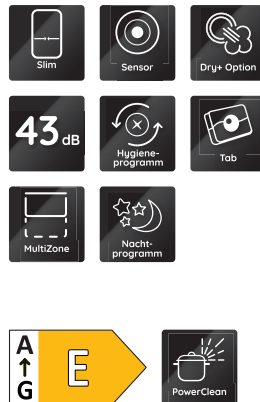 Slim
Sensor
Dry+ Option
43 dB
Hygiene-
programm
Tab
MultiZone
Nacht-
programm
A
G
E
PowerClean